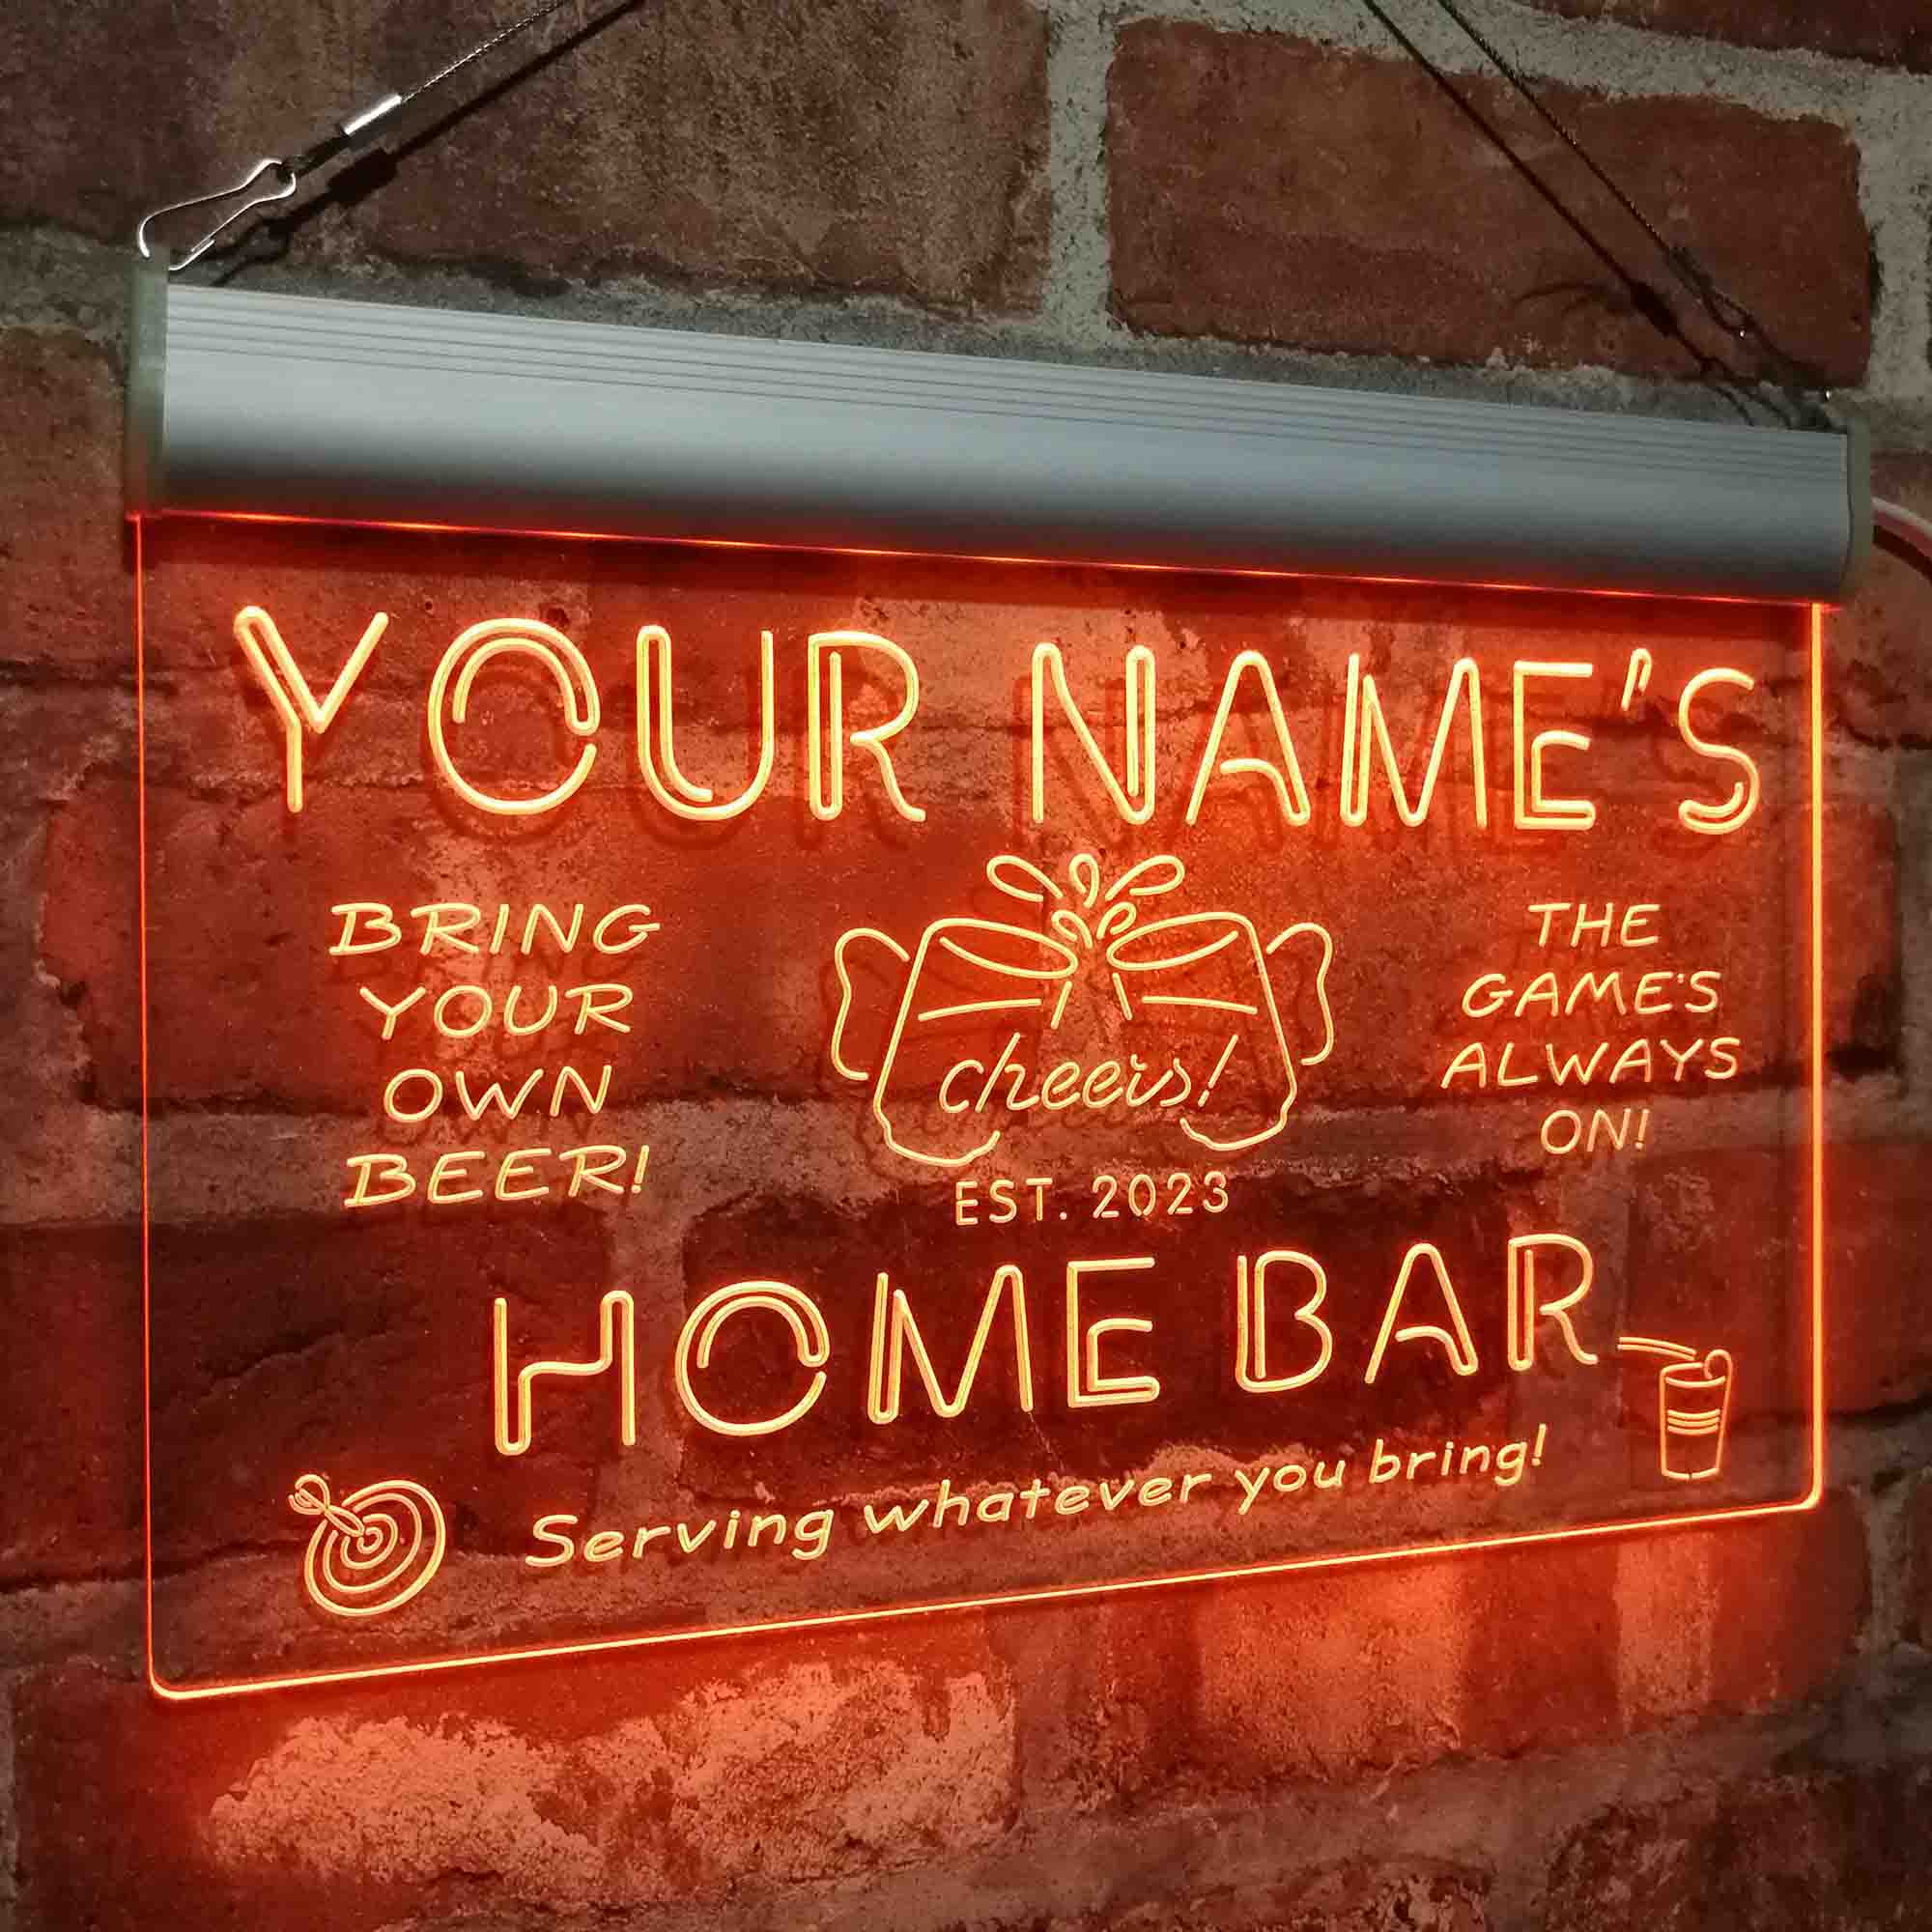 YOUR NAME'S
BRING
YOUR
OWN
BEER!
cheers!
THE
GAME'S
ALWAYS
ON!
EST. 2023
HOME BAR
Serving whatever you bring!